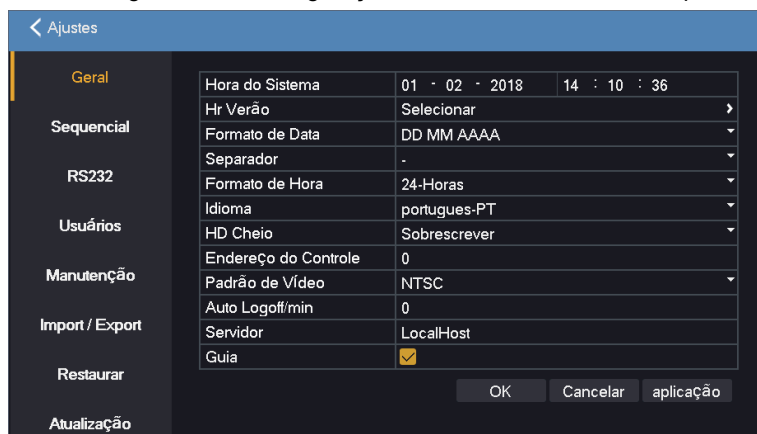 Ajustes
Geral
Sequencial
RS232
Usuários
Manutenção
Import / Export
Restaurar
Atualização
Hora do Sistema 01 - 02 - 2018 14 : 10 : 36
Hr Verão Selecionar
Formato de Data DD MM AAAA
Separador -
Formato de Hora 24-Horas
Idioma portugues-PT
HD Cheio Sobrescrever
Endereço do Controle 0
Padrão de Vídeo NTSC
Auto Logoff/min 0
Servidor LocalHost
Guia
OK Cancelar aplicação